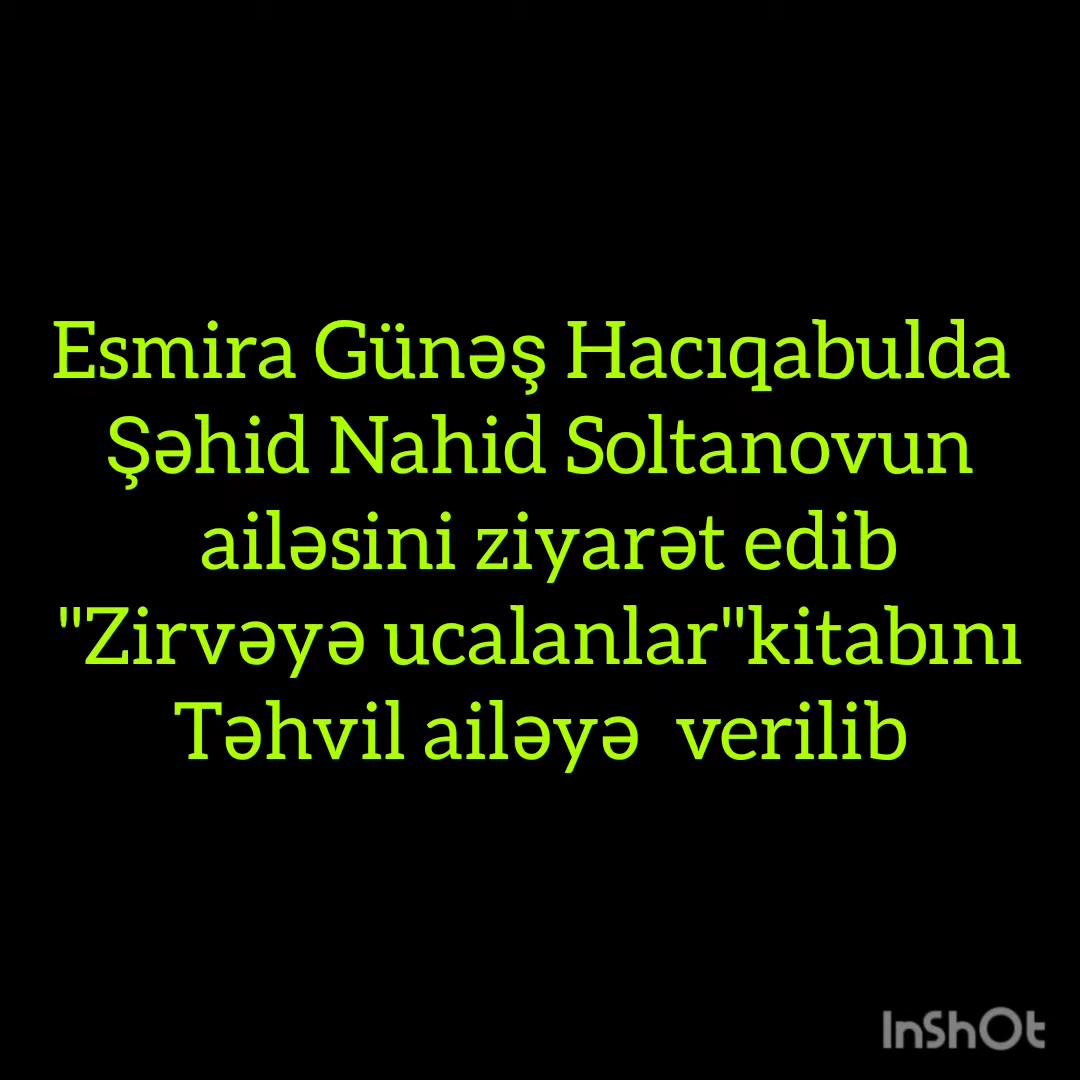 Esmira Günəş Hacıqabulda
Şəhid Nahid Soltanovun
ailəsini ziyarət edib
"Zirvəyə ucalanlar"kitabını
Təhvil ailəyə  verilib
InShOt